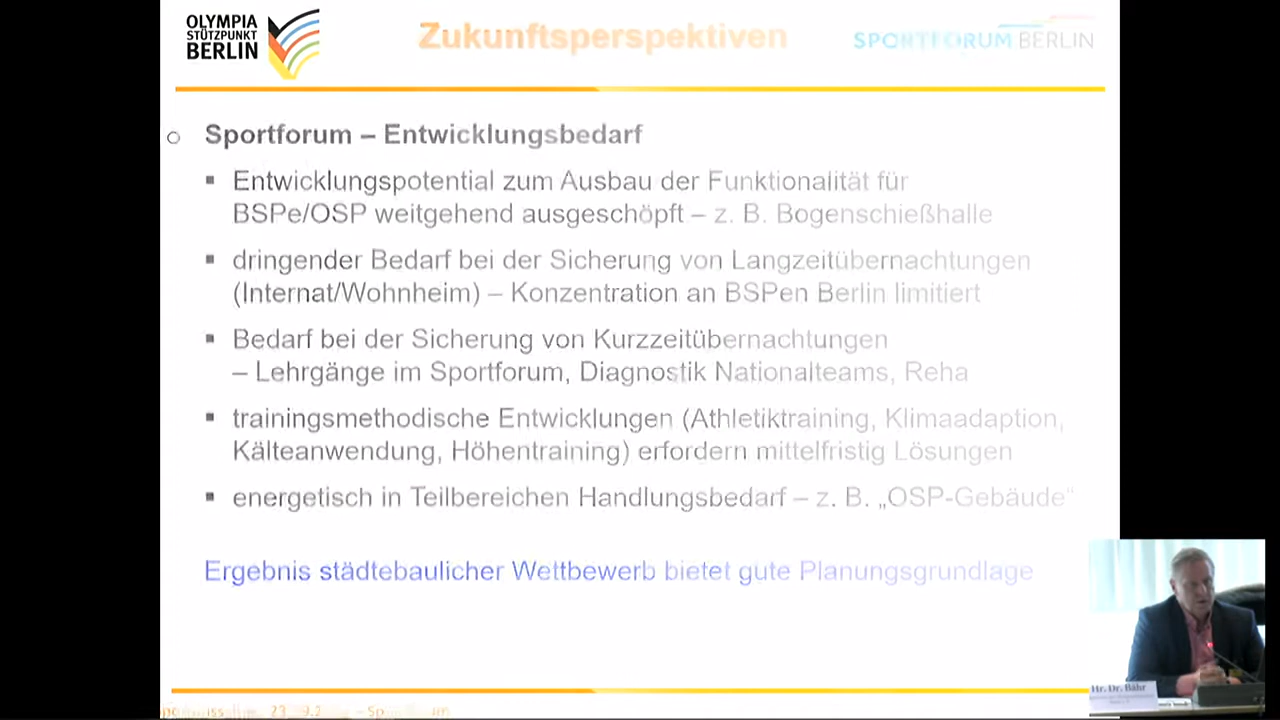 OLYMPIA
STÜTZPUNKT
BERLIN
Zukunftsperspektiven
SPORTFORUM BERLIN
Sportforum – Entwicklungsbedarf
Entwicklungspotential zum Ausbau der Funktionalität für
BSPe/OSP weitgehend ausgeschöpft – z. B. Bogenschießhalle
dringender Bedarf bei der Sicherung von Langzeitübernachtungen
(Internat/Wohnheim) – Konzentration an BSPen Berlin limitiert
Bedarf bei der Sicherung von Kurzzeitübernachtungen
– Lehrgänge im Sportforum, Diagnostik Nationalteams, Reha
trainingsmethodische Entwicklungen (Athletiktraining, Klimaadaption,
Kälteanwendung, Höhentraining) erfordern mittelfristig Lösungen
energetisch in Teilbereichen Handlungsbedarf – z. B. „OSP-Gebäude“
Ergebnis städtebaulicher Wettbewerb bietet gute Planungsgrundlage
Hr. Dr. Bähr